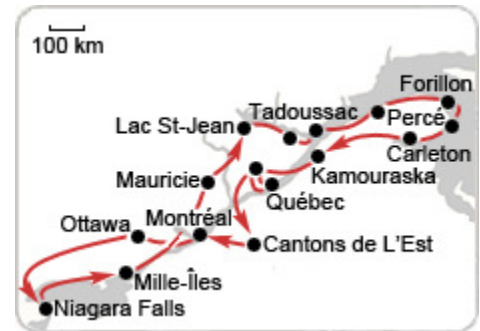 100 km
Forillon
Tadoussac
Percé
Lac St-Jean
Carleton
Kamouraska
Mauricie
Québec
Ottawa
Montréal
Cantons de L'Est
Mille-Îles
Niagara Falls